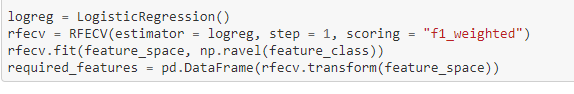 logreg = LogisticRegression()
rfecv = RFECV(estimator = logreg, step = 1, scoring = "f1_weighted")
rfecv.fit(feature_space, np.ravel(feature_class))
required_features = pd.DataFrame(rfecv.transform(feature_space))